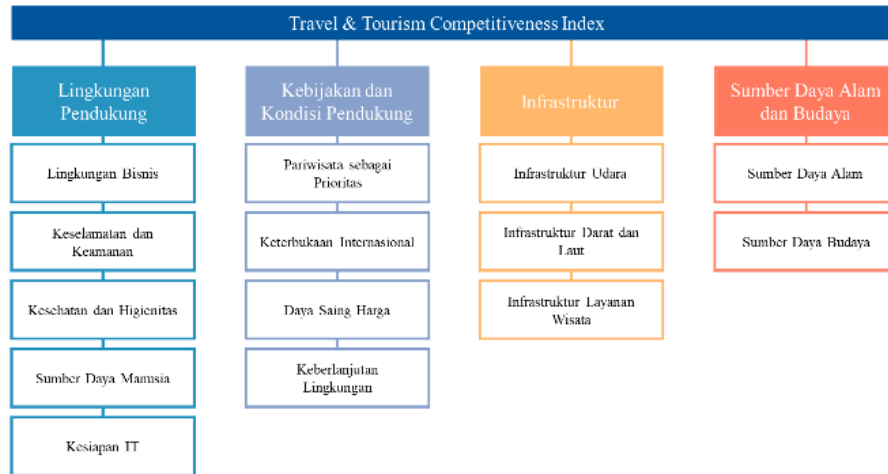 Travel & Tourism Competitiveness Index
Lingkungan
Pendukung
Lingkungan Bisnis
Keselamatan dan
Keamanan
Kesehatan dan Higienitas
Sumber Daya Manusia
Kesiapan IT
Kebijakan dan
Kondisi Pendukung
Pariwisata sebagai
Prioritas
Keterbukaan Internasional
Daya Saing Harga
Keberlanjutan
Lingkungan
Infrastruktur
Infrastruktur Udara
Infrastruktur Darat dan
Laut
Infrastruktur Layanan
Wisata
Sumber Daya Alam
dan Budaya
Sumber Daya Alam
Sumber Daya Budaya